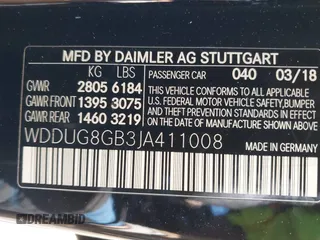 MFD BY DAIMLER AG STUTTGART
KG LBS PASSENGER CAR 040 03/18
GVWR 2805 6184
GAWR FRONT 1395 3075
GAWR REAR 1460 3219
THIS VEHICLE CONFORMS TO ALL APPLICABLE
U.S. FEDERAL MOTOR VEHICLE SAFETY,
BUMPER, AND THEFT PREVENTION STANDARDS
IN EFFECT ON THE DATE OF MANUFACTURE
SHOWN ABOVE.
WDDUG8GB3JA411008
MADE IN GERMANY
DREAMBID